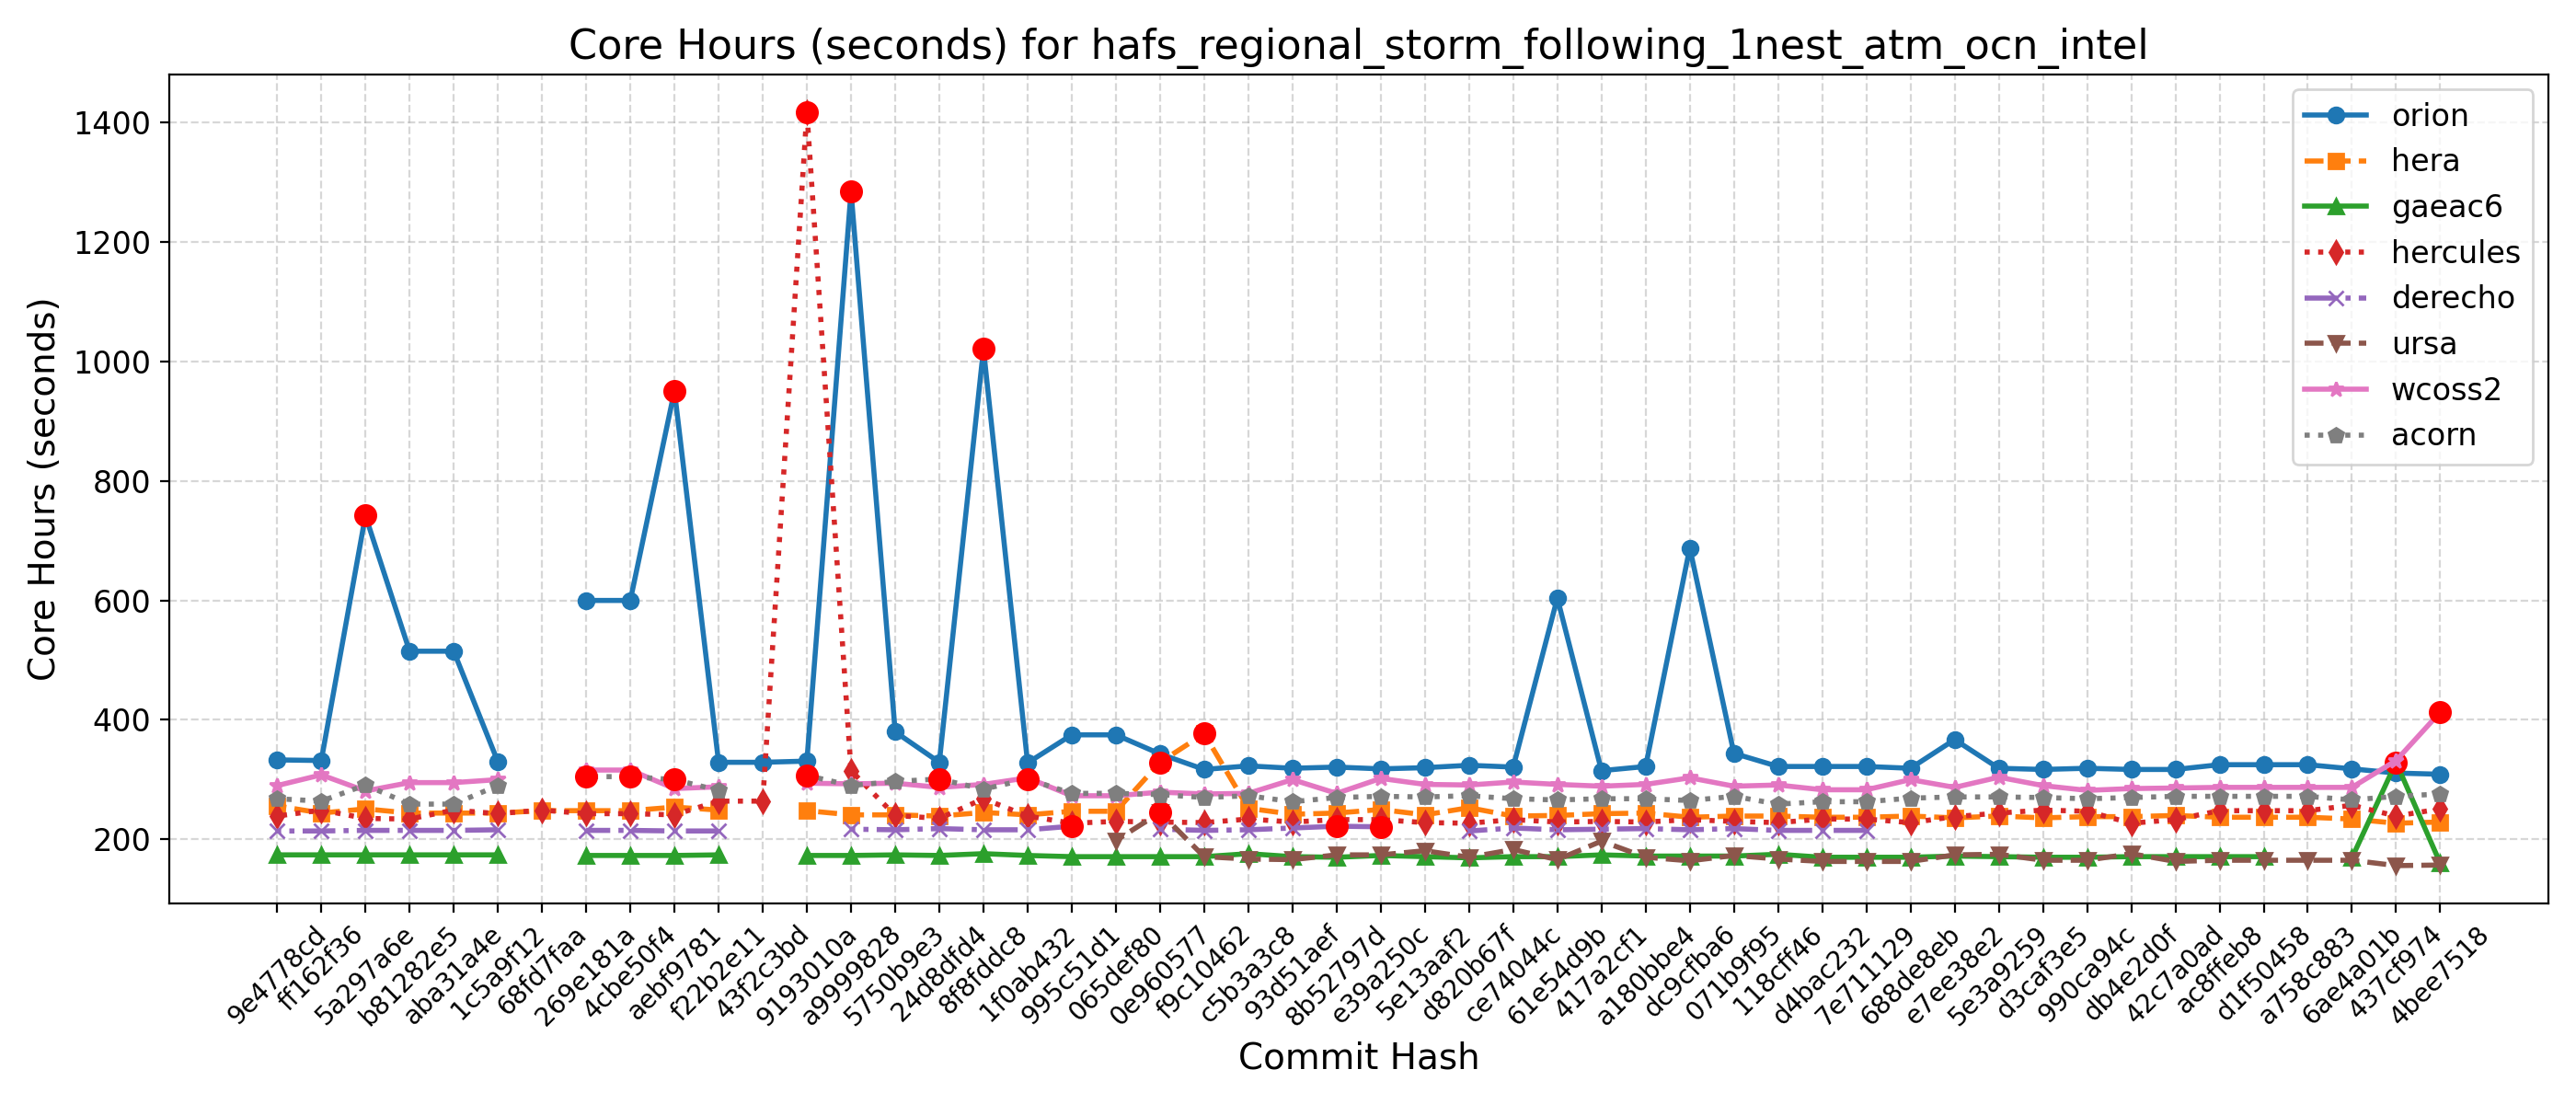 Core Hours (seconds) for hafs_regional_storm_following_1nest_atm_ocn_intel
Core Hours (seconds)
1400
1200
1000
800
600
400
200
orion
hera
gaeac6
hercules
derecho
ursa
wcoss2
acorn
9e4778cd
ff162f36
5a297a6e
b81282e5
aba31a4e
1c5a9f12
68fd7faa
269e181a
4cbe50f4
aebf9781
f22b2e11
43f2c3bd
9193010a
a9999828
5750b9e3
24d8dfd4
8f8fddc8
1f0ab432
995c51d1
065def80
0e960577
f9c10462
c5b3a3c8
93d51aef
8b52797d
e39a250c
5e13aaf2
d820b67f
ce74044c
61e54d9b
417a2cf1
a180bbe4
dc9cfba6
071b9f95
118cff46
d4bac232
7e711129
688de8eb
e7ee38e2
5e3a9259
d3caf3e5
990ca94c
db4e2d0f
42c7a0ad
ac8ffeb8
d1f50458
a758c883
6ae4a01b
437cf974
4bee7518
Commit Hash